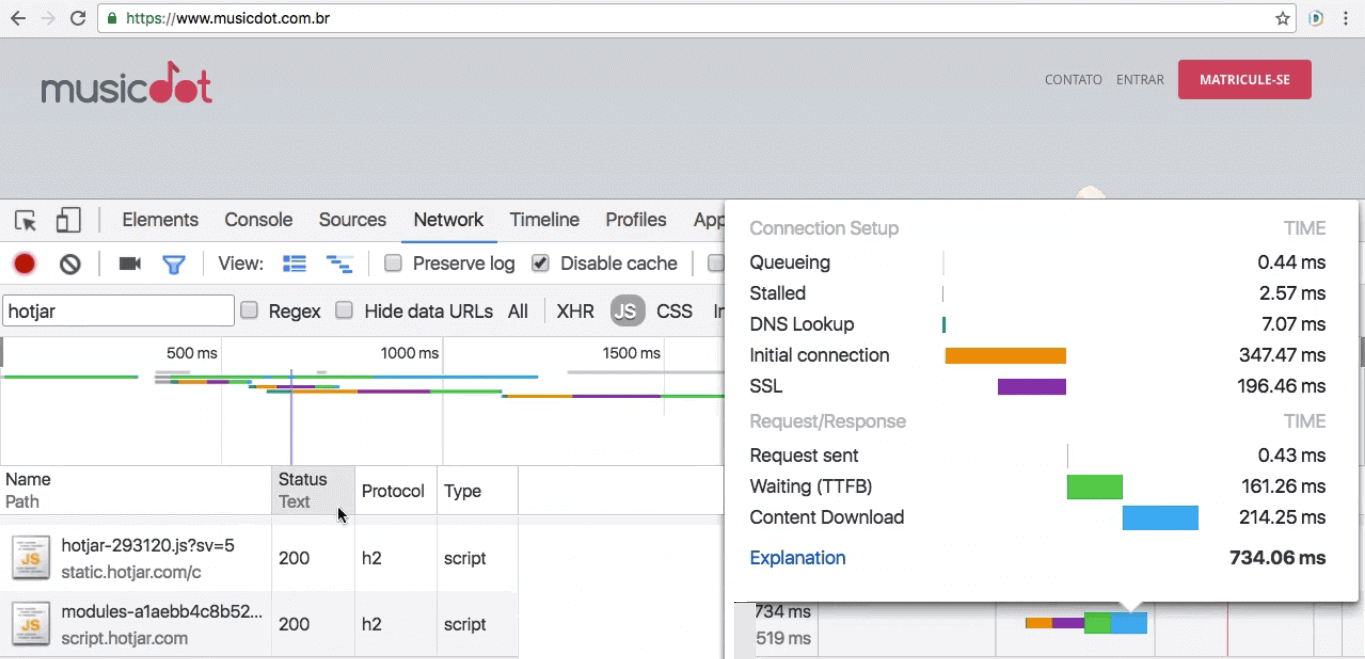 https://www.musicdot.com.br
musicdot
CONTATO ENTRAR MATRICULE-SE
Elements Console Sources Network Timeline Profiles
View: Preserve log Disable cache
hotjar Regex Hide data URLs All XHR JS CSS
500 ms 1000 ms 1500 ms
Name Status Protocol Type
Path Text
JS hotjar-293120.js?sv=5 200 h2 script
static.hotjar.com/c
JS modules-a1aebb4c8b52... 200 h2 script
script.hotjar.com
Connection Setup TIME
Queueing 0.44 ms
Stalled 2.57 ms
DNS Lookup 7.07 ms
Initial connection 347.47 ms
SSL 196.46 ms
Request/Response TIME
Request sent 0.43 ms
Waiting (TTFB) 161.26 ms
Content Download 214.25 ms
Explanation 734.06 ms
734 ms
519 ms